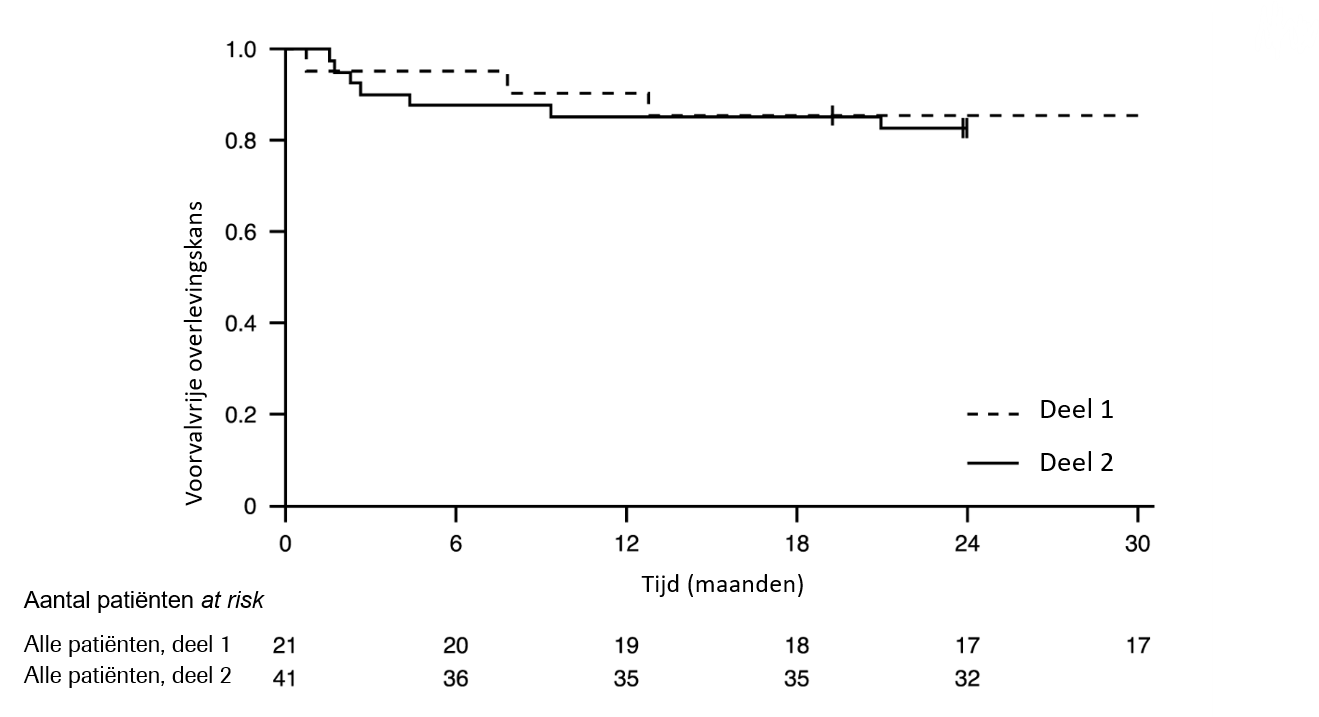 1.0
0.8
0.6
0.4
0.2
0
Voorvalvrije overlevingskans
Deel 1
Deel 2
0 6 12 18 24 30
Tijd (maanden)
Aantal patiënten at risk
Alle patiënten, deel 1 21 20 19 18 17 17
Alle patiënten, deel 2 41 36 35 35 32